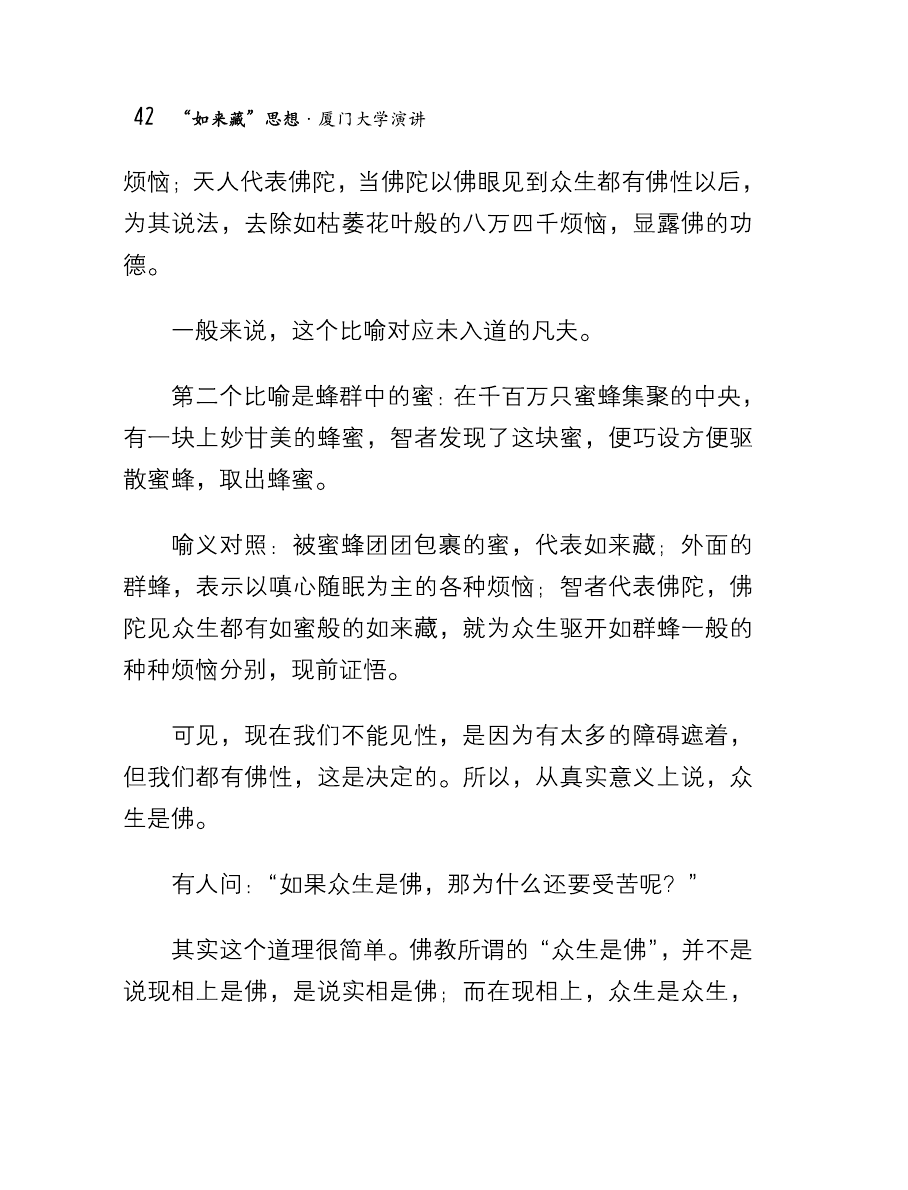 42 “如来藏”思想·厦门大学演讲
烦恼；天人代表佛陀，当佛陀以佛眼见到众生都有佛性以后，
为其说法，去除如枯萎花叶般的八万四千烦恼，显露佛的功
德。
一般来说，这个比喻对应未入道的凡夫。
第二个比喻是蜂群中的蜜：在千百万只蜜蜂集聚的中央，
有一块上妙甘美的蜂蜜，智者发现了这块蜜，便巧设方便驱
散蜜蜂，取出蜂蜜。
喻义对照：被蜜蜂团团包裹的蜜，代表如来藏；外面的
群蜂，表示以嗔心随眠为主的各种烦恼；智者代表佛陀，佛
陀见众生都有如蜜般的如来藏，就为众生驱开如群蜂一般的
种种烦恼分别，现前证悟。
可见，现在我们不能见性，是因为有太多的障碍遮着，
但我们都有佛性，这是决定的。所以，从真实意义上说，众
生是佛。
有人问：“如果众生是佛，那为什么还要受苦呢？”
其实这个道理很简单。佛教所谓的“众生是佛”，并不是
说现相上是佛，是说实相是佛；而在现相上，众生是众生，